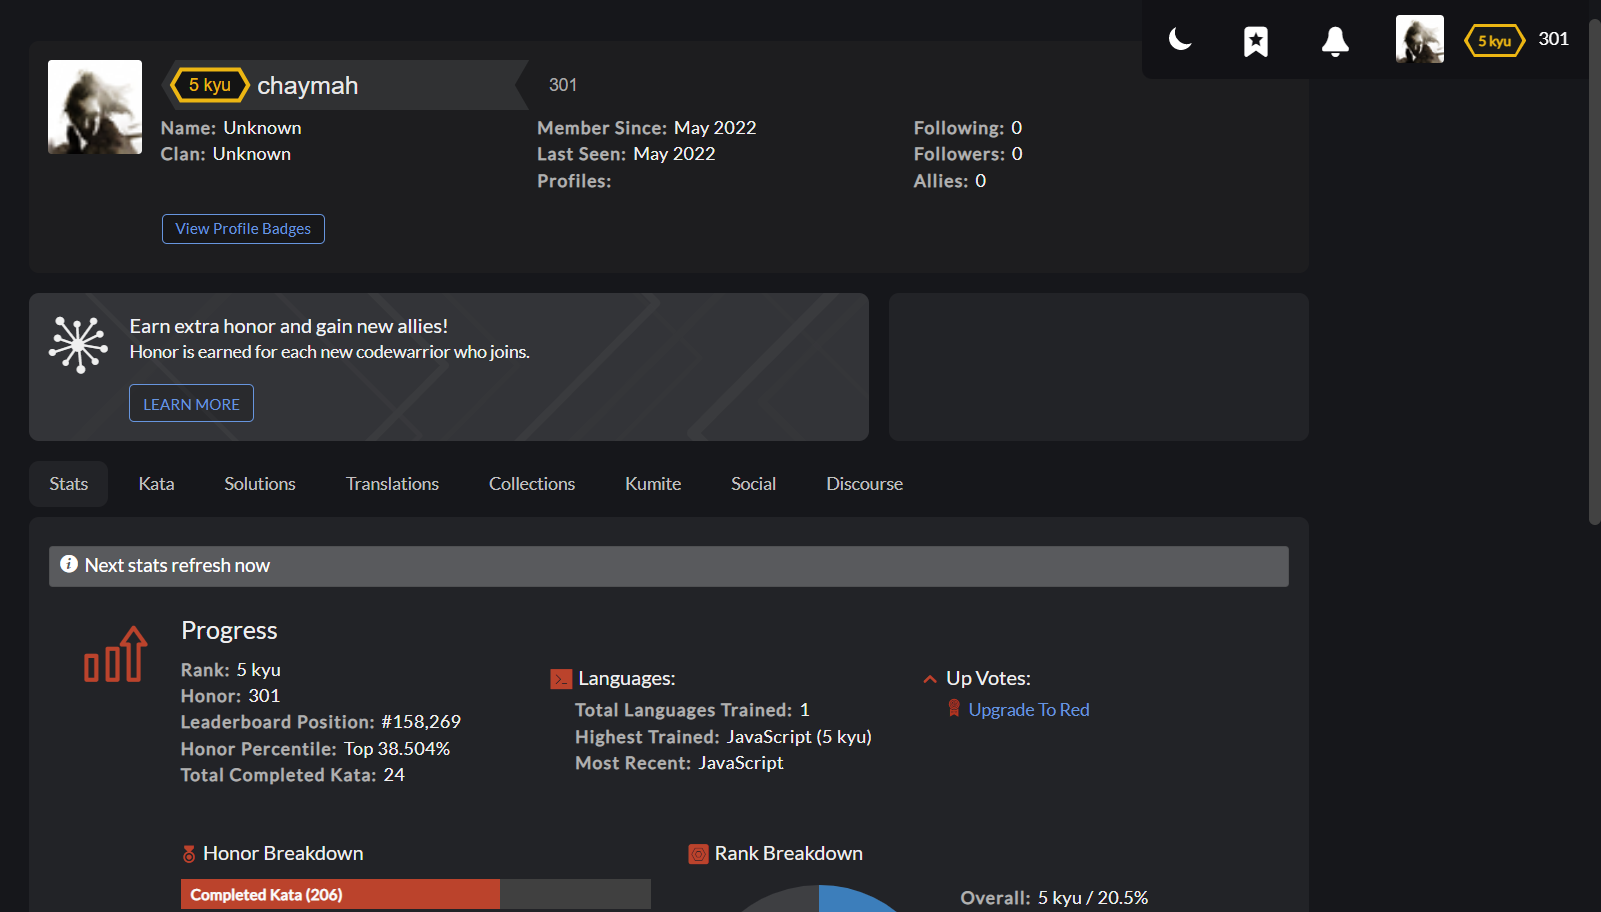 5 kyu 301
5 kyu chaymah 301
Name: Unknown
Clan: Unknown
Member Since: May 2022
Last Seen: May 2022
Profiles:
Following: 0
Followers: 0
Allies: 0
View Profile Badges
Earn extra honor and gain new allies!
Honor is earned for each new codewarrior who joins.
LEARN MORE
Stats Kata Solutions Translations Collections Kumite Social Discourse
Next stats refresh now
Progress
Rank: 5 kyu
Honor: 301
Leaderboard Position: #158,269
Honor Percentile: Top 38.504%
Total Completed Kata: 24
Languages:
Total Languages Trained: 1
Highest Trained: JavaScript (5 kyu)
Most Recent: JavaScript
Up Votes:
Upgrade To Red
Honor Breakdown
Completed Kata (206)
Rank Breakdown
Overall: 5 kyu / 20.5%